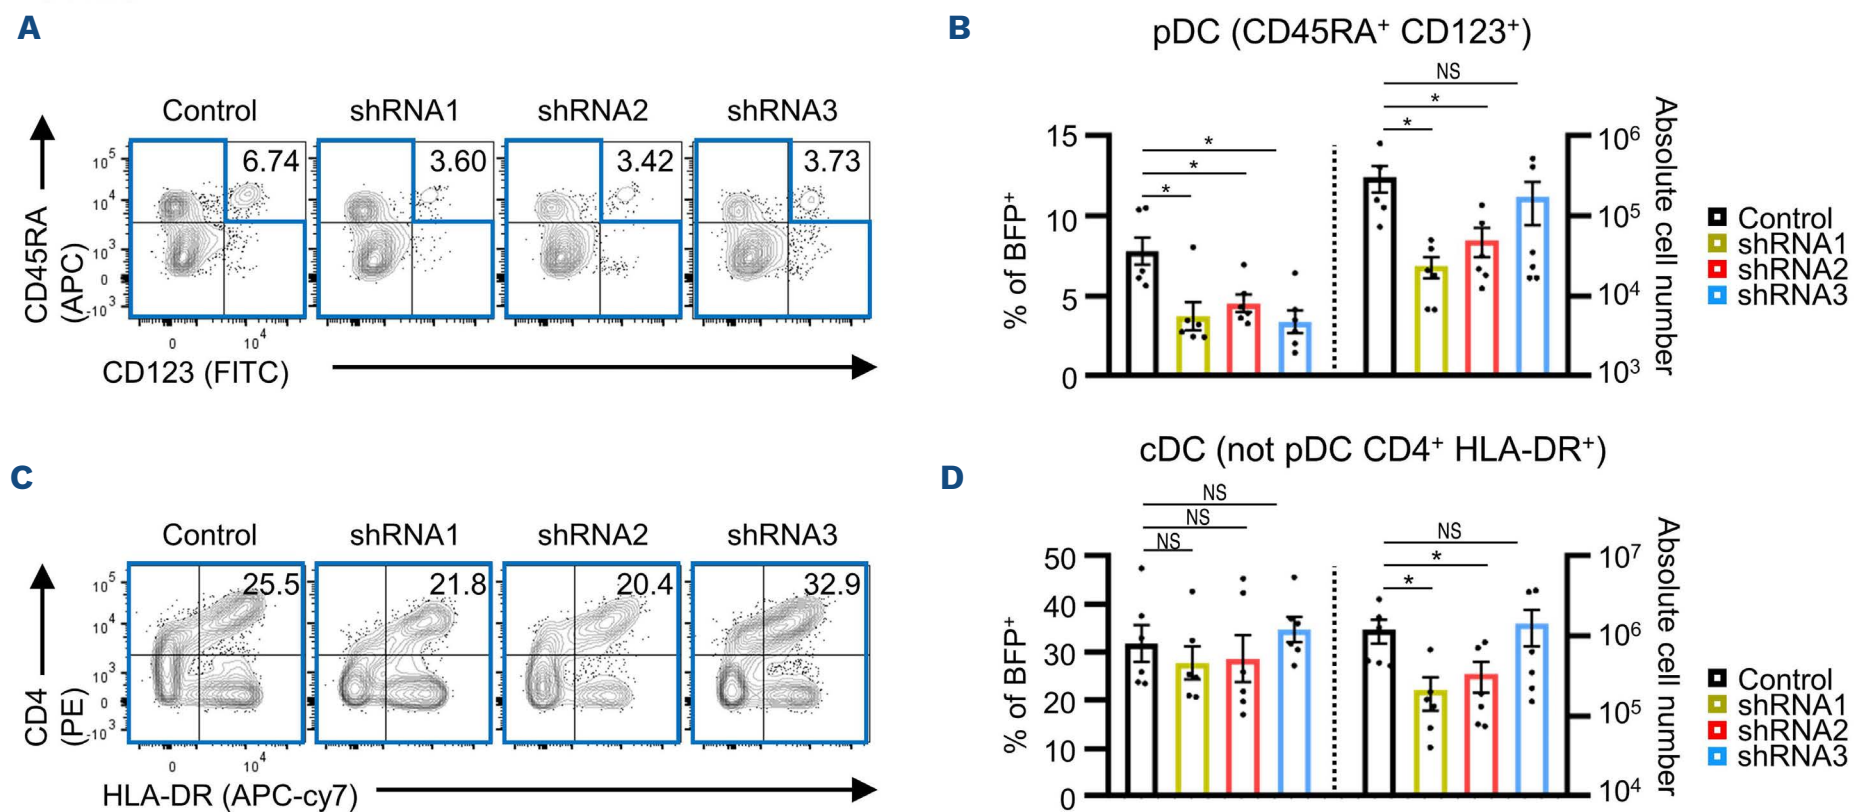 A
Control
shRNA1
shRNA2
shRNA3
6.74
3.60
3.42
3.73
10⁵
10⁴
10³
0
-10³
CD45RA
(APC)
0
10⁴
CD123 (FITC)
B
pDC (CD45RA⁺ CD123⁺)
NS
*
*
*
*
*
15
10
5
0
% of BFP⁺
10⁶
10⁵
10⁴
10³
Absolute cell number
Control
shRNA1
shRNA2
shRNA3
C
Control
shRNA1
shRNA2
shRNA3
25.5
21.8
20.4
32.9
10⁵
10⁴
10³
0
-10³
CD4
(PE)
0
10⁴
HLA-DR (APC-cy7)
D
cDC (not pDC CD4⁺ HLA-DR⁺)
NS
NS
NS
NS
*
*
50
40
30
20
10
0
% of BFP⁺
10⁷
10⁶
10⁵
10⁴
Absolute cell number
Control
shRNA1
shRNA2
shRNA3